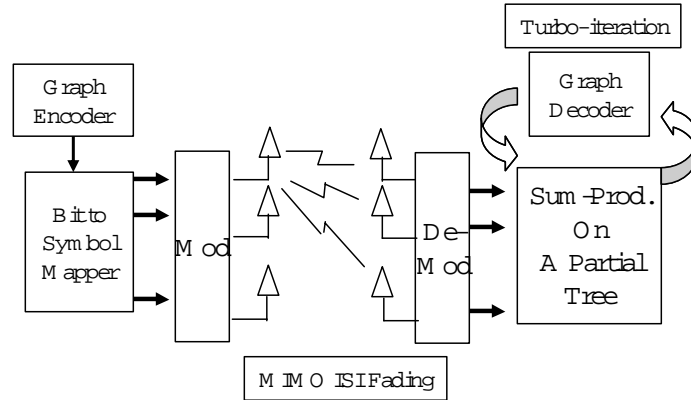 Turbo-iteration
Graph
Encoder
Graph
Decoder
Bit to
Symbol
Mapper
Mod
De-
Mod
Sum-Prod.
On
A Partial
Tree
MIMO ISI Fading